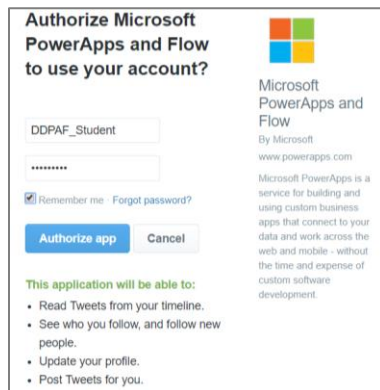 Authorize Microsoft
PowerApps and Flow
to use your account?
DDPAF_Student
•••••••••
Remember me · Forgot password?
Authorize app
Cancel
This application will be able to:
• Read Tweets from your timeline.
• See who you follow, and follow new
people.
• Update your profile.
• Post Tweets for you.
Microsoft
PowerApps and
Flow
By Microsoft
www.powerapps.com
Microsoft PowerApps is a
service for building and
using custom business
apps that connect to your
data and work across the
web and mobile - without
the time and expense of
custom software
development.